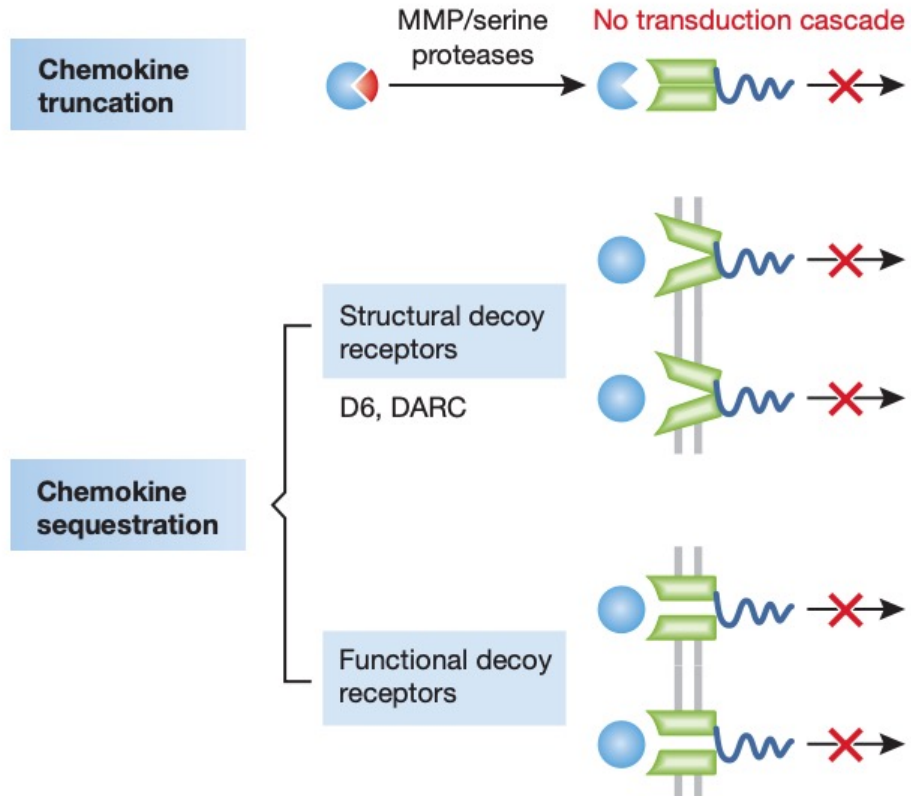 MMP/serine
proteases
No transduction cascade
Chemokine
truncation
Structural decoy
receptors
D6, DARC
Chemokine
sequestration
Functional decoy
receptors